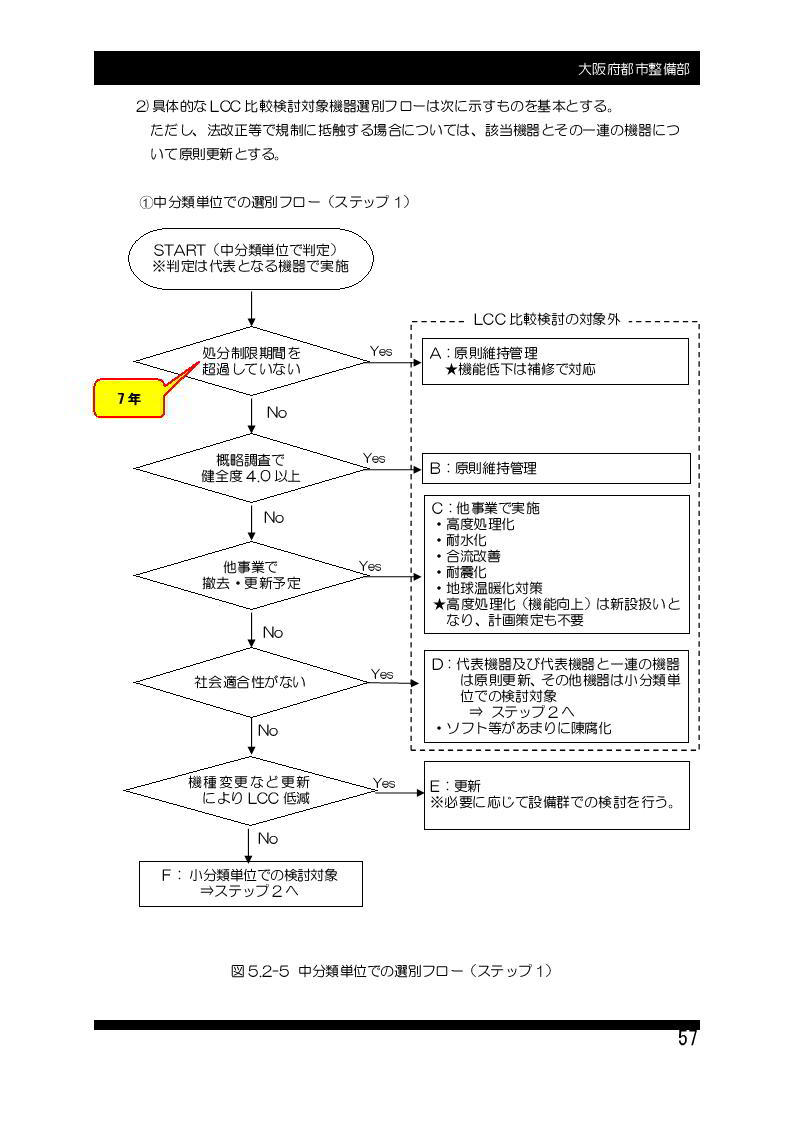 大阪府都市整備部
2) 具体的なLCC比較検討対象機器選別フローは次に示すものを基本とする。
ただし、法改正等で規制に抵触する場合については、該当機器とその一連の機器につ
いて原則更新とする。
①中分類単位での選別フロー（ステップ1）
START（中分類単位で判定）
※判定は代表となる機器で実施
LCC比較検討の対象外
処分制限期間を
超過していない
Yes
A：原則維持管理
★機能低下は補修で対応
7年
No
概略調査で
健全度4.0以上
Yes
B：原則維持管理
No
C：他事業で実施
・高度処理化
・耐水化
・合流改善
・耐震化
・地球温暖化対策
★高度処理化（機能向上）は新設扱いと
なり、計画策定も不要
他事業で
撤去・更新予定
Yes
No
社会適合性がない
Yes
D：代表機器及び代表機器と一連の機器
は原則更新、その他機器は小分類単
位での検討対象
⇒ ステップ2へ
・ソフト等があまりに陳腐化
No
機種変更など更新
によりLCC低減
Yes
E：更新
※必要に応じて設備群での検討を行う。
No
F：小分類単位での検討対象
⇒ステップ2へ
図5.2-5 中分類単位での選別フロー（ステップ1）
57